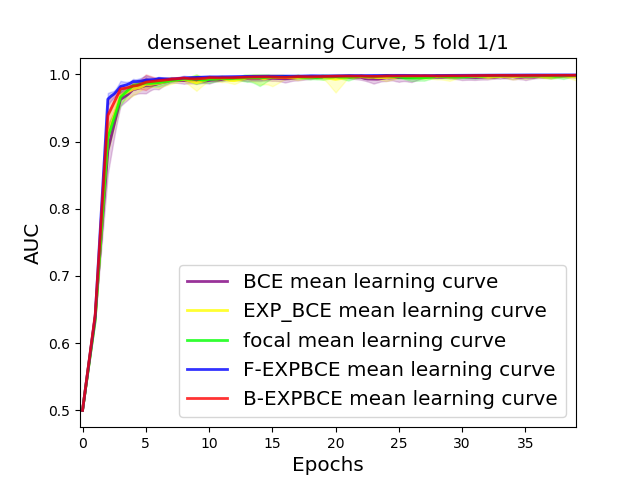 densenet Learning Curve, 5 fold 1/1
1.0
0.9
0.8
0.7
0.6
0.5
AUC
BCE mean learning curve
EXP_BCE mean learning curve
focal mean learning curve
F-EXPBCE mean learning curve
B-EXPBCE mean learning curve
0 5 10 15 20 25 30 35
Epochs